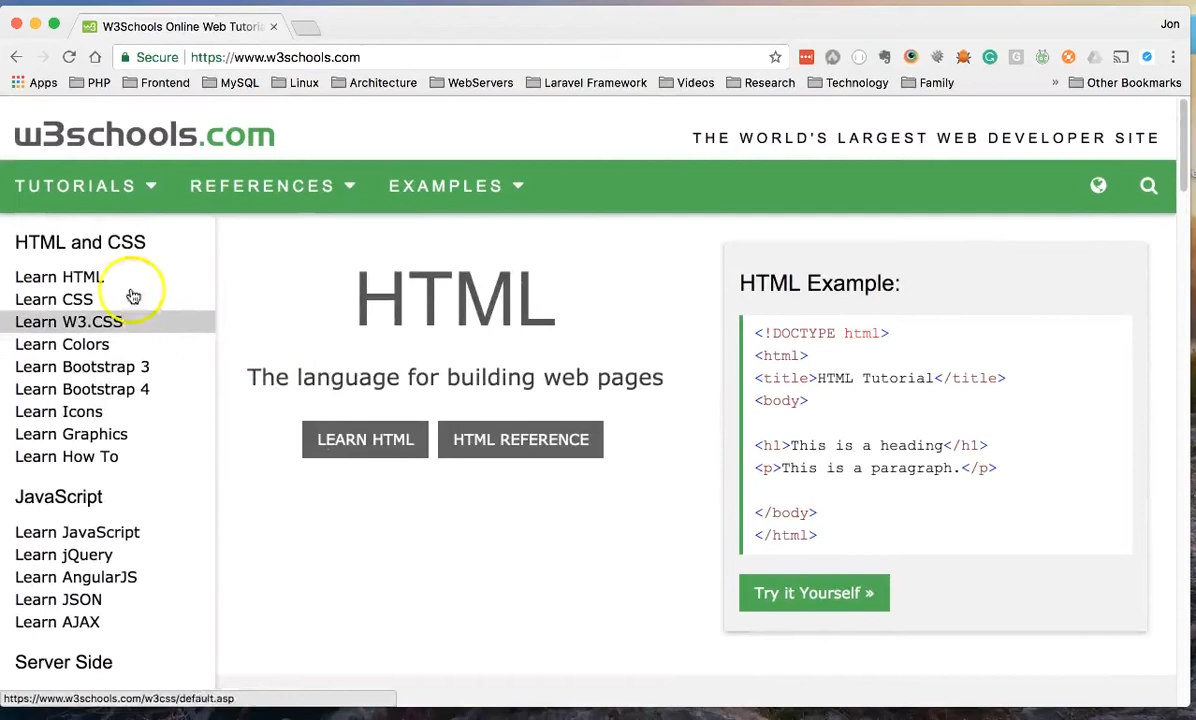 W3Schools Online Web Tutoria
Jon
Secure
https://www.w3schools.com
Apps
PHP
Frontend
MySQL
Linux
Architecture
WebServers
Laravel Framework
Videos
Research
Technology
Family
»
Other Bookmarks
w3schools.com
THE WORLD'S LARGEST WEB DEVELOPER SITE
TUTORIALS
REFERENCES
EXAMPLES
HTML and CSS
Learn HTML
Learn CSS
Learn W3.CSS
Learn Colors
Learn Bootstrap 3
Learn Bootstrap 4
Learn Icons
Learn Graphics
Learn How To
JavaScript
Learn JavaScript
Learn jQuery
Learn AngularJS
Learn JSON
Learn AJAX
Server Side
HTML
The language for building web pages
LEARN HTML
HTML REFERENCE
HTML Example:
<!DOCTYPE html>
<html>
<title>HTML Tutorial</title>
<body>
<h1>This is a heading</h1>
<p>This is a paragraph.</p>
</body>
</html>
Try it Yourself »
https://www.w3schools.com/w3css/default.asp